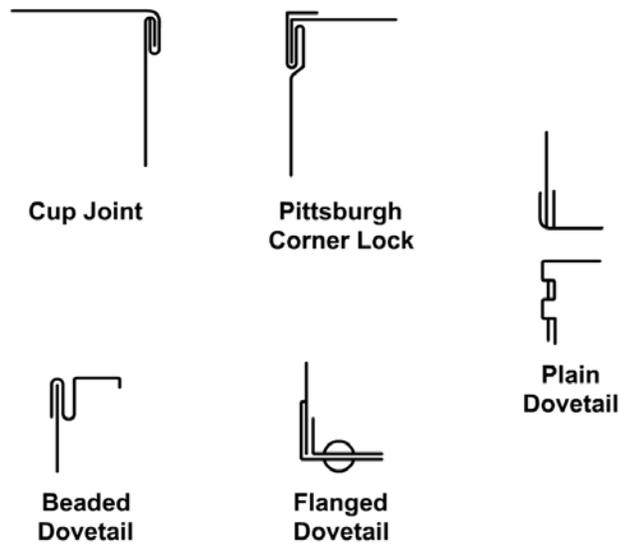 Cup Joint
Pittsburgh
Corner Lock
Plain
Dovetail
Beaded
Dovetail
Flanged
Dovetail